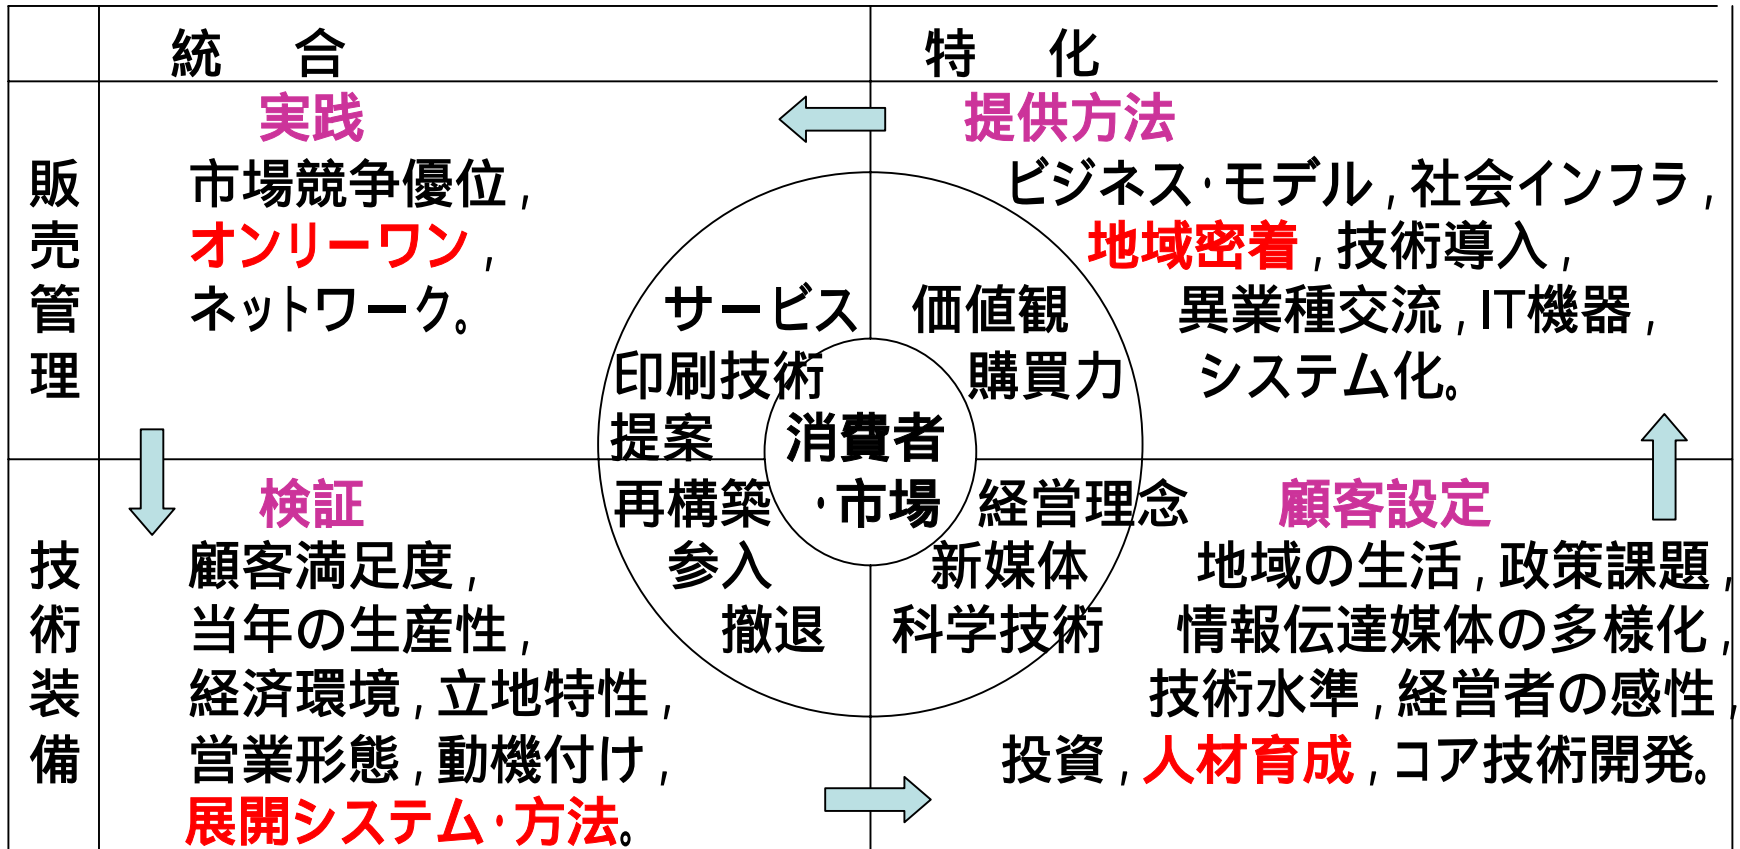 統　合
特　化
販売管理
実践
市場競争優位,
オンリーワン,
ネットワーク。
提供方法
ビジネス・モデル,社会インフラ,
地域密着,技術導入,
異業種交流,IT機器,
システム化。
サービス
印刷技術
提案
価値観
購買力
消費者
・市場
再構築
参入
撤退
経営理念
新媒体
科学技術
技術装備
検証
顧客満足度,
当年の生産性,
経済環境,立地特性,
営業形態,動機付け,
展開システム・方法。
顧客設定
地域の生活,政策課題,
情報伝達媒体の多様化,
技術水準,経営者の感性,
投資,人材育成,コア技術開発。